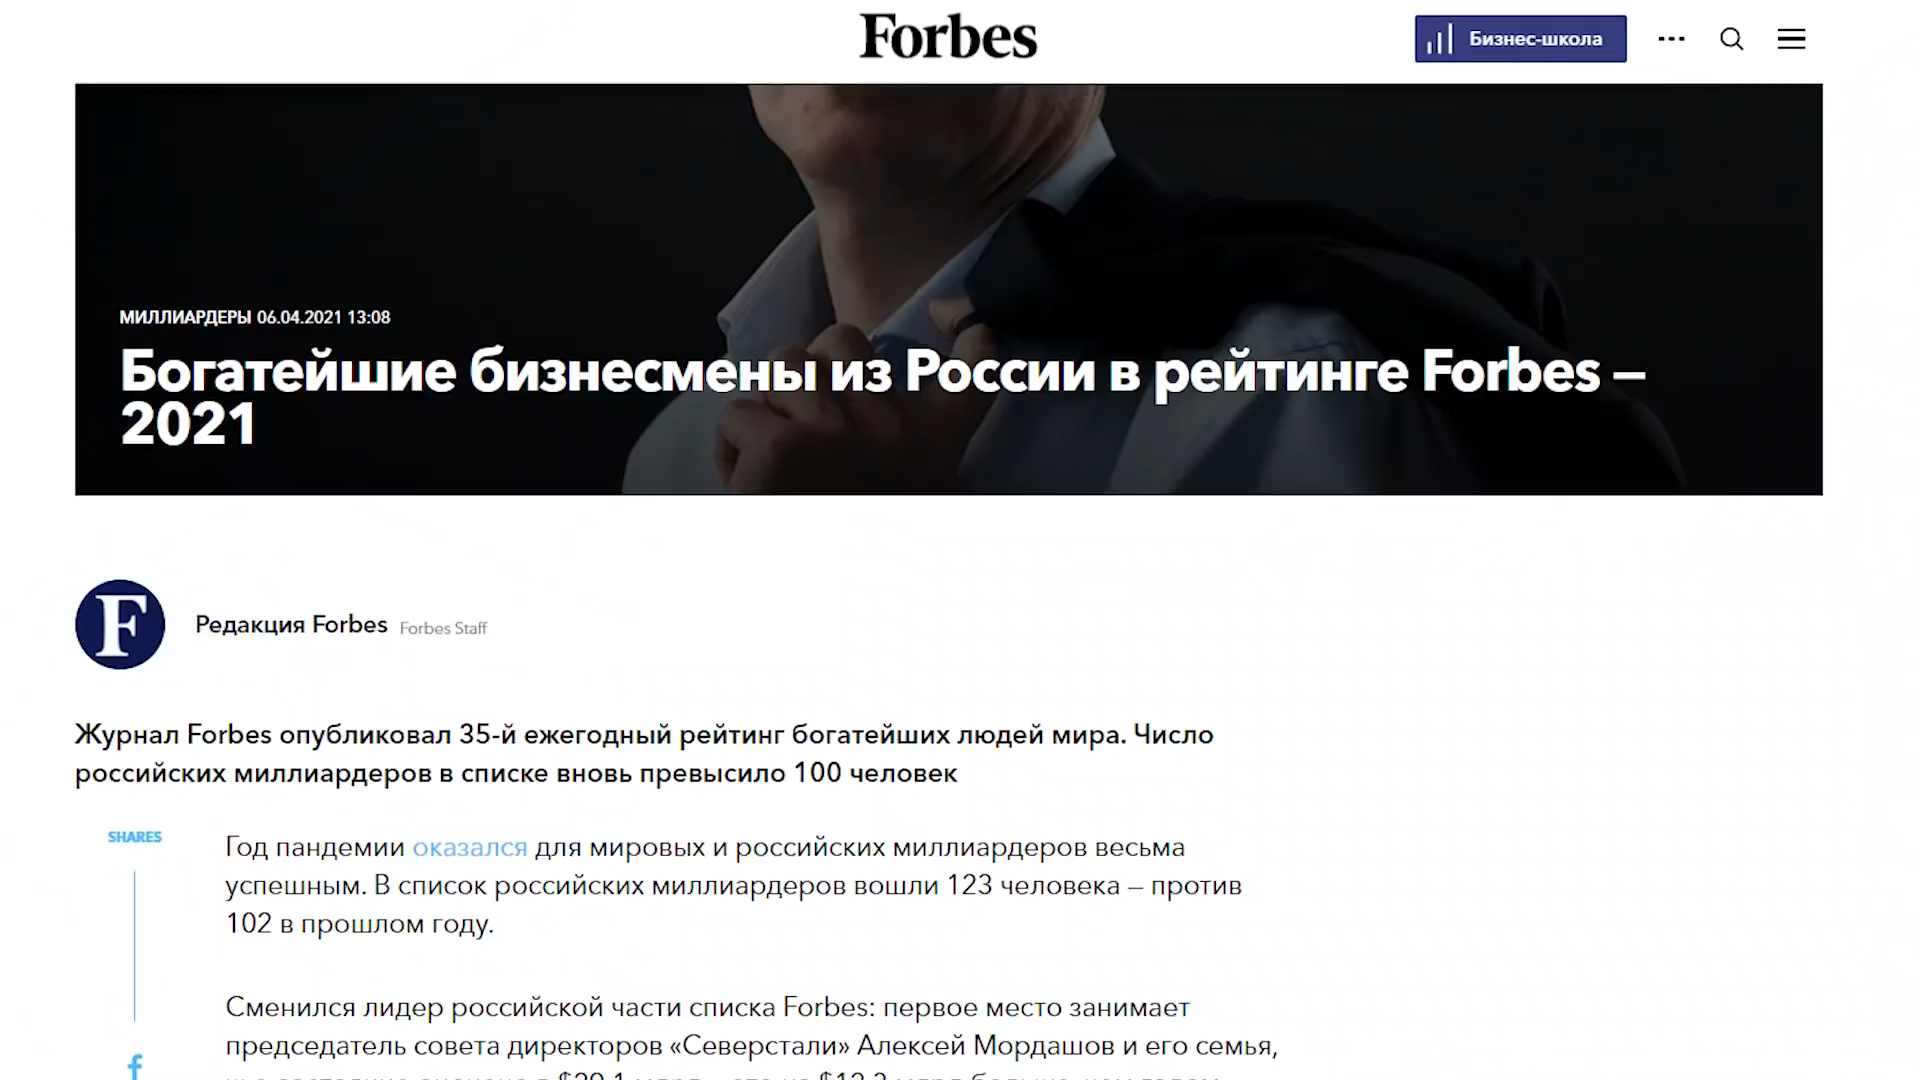 Forbes
Бизнес-школа
МИЛЛИАРДЕРЫ 06.04.2021 13:08
Богатейшие бизнесмены из России в рейтинге Forbes —
2021
F
Редакция Forbes Forbes Staff
Журнал Forbes опубликовал 35-й ежегодный рейтинг богатейших людей мира. Число
российских миллиардеров в списке вновь превысило 100 человек
SHARES
Год пандемии оказался для мировых и российских миллиардеров весьма
успешным. В список российских миллиардеров вошли 123 человека — против
102 в прошлом году.
Сменился лидер российской части списка Forbes: первое место занимает
председатель совета директоров «Северстали» Алексей Мордашов и его семья,